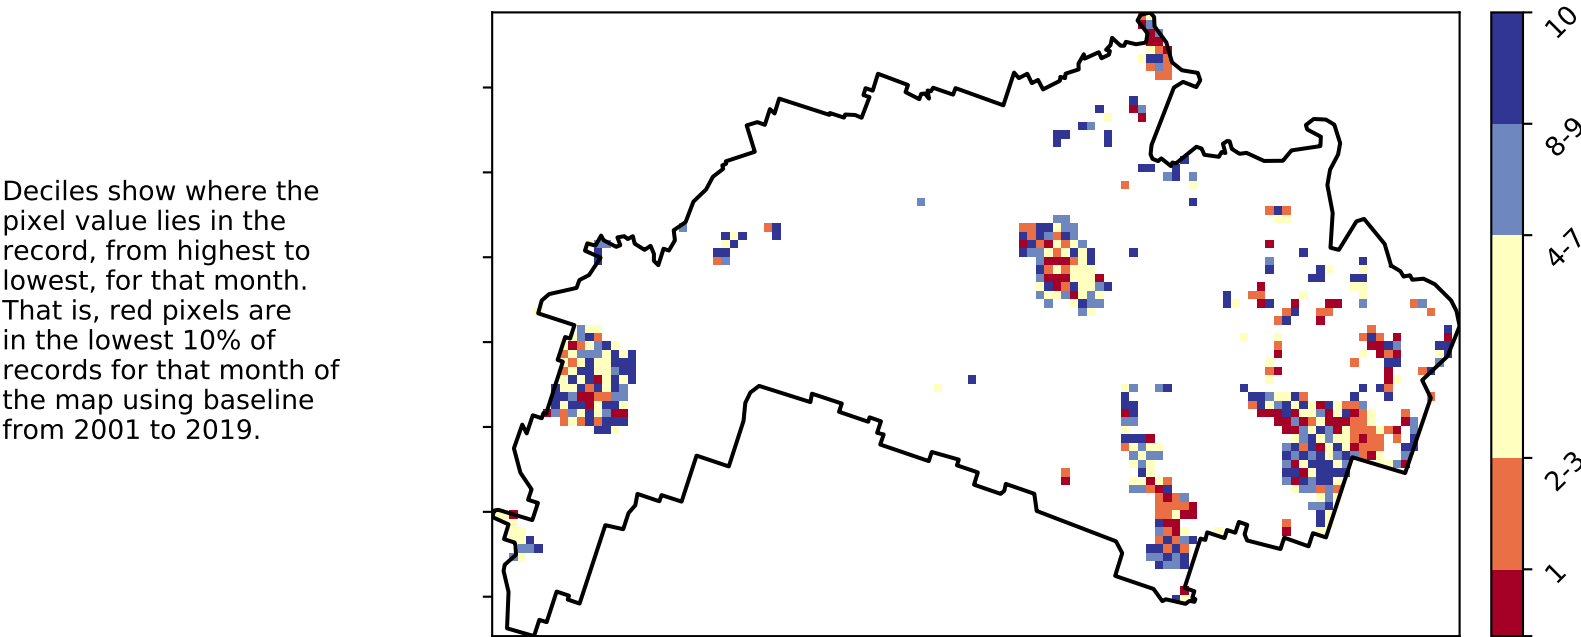 Deciles show where the
pixel value lies in the
record, from highest to
lowest, for that month.
That is, red pixels are
in the lowest 10% of
records for that month of
the map using baseline
from 2001 to 2019.
10
8-9
4-7
2-3
1